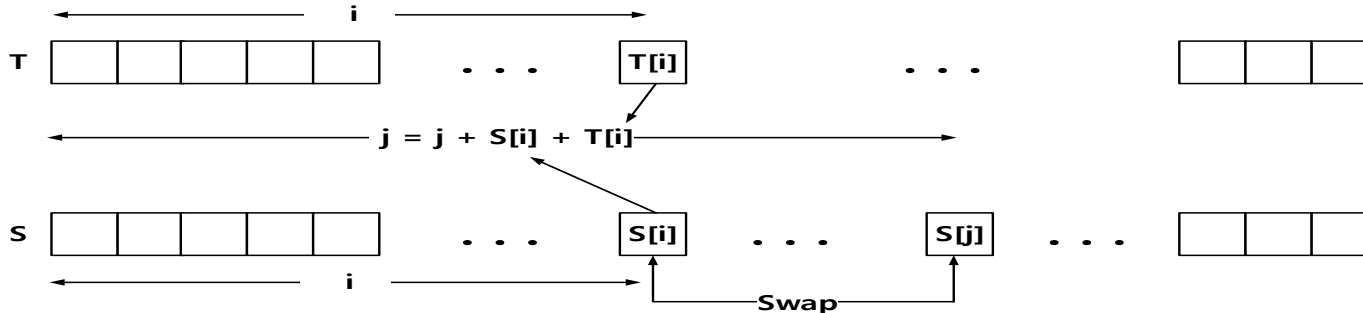 i
T . . . T[i] . . .
j = j + S[i] + T[i]
S . . . S[i] . . . S[j] . . .
i
Swap